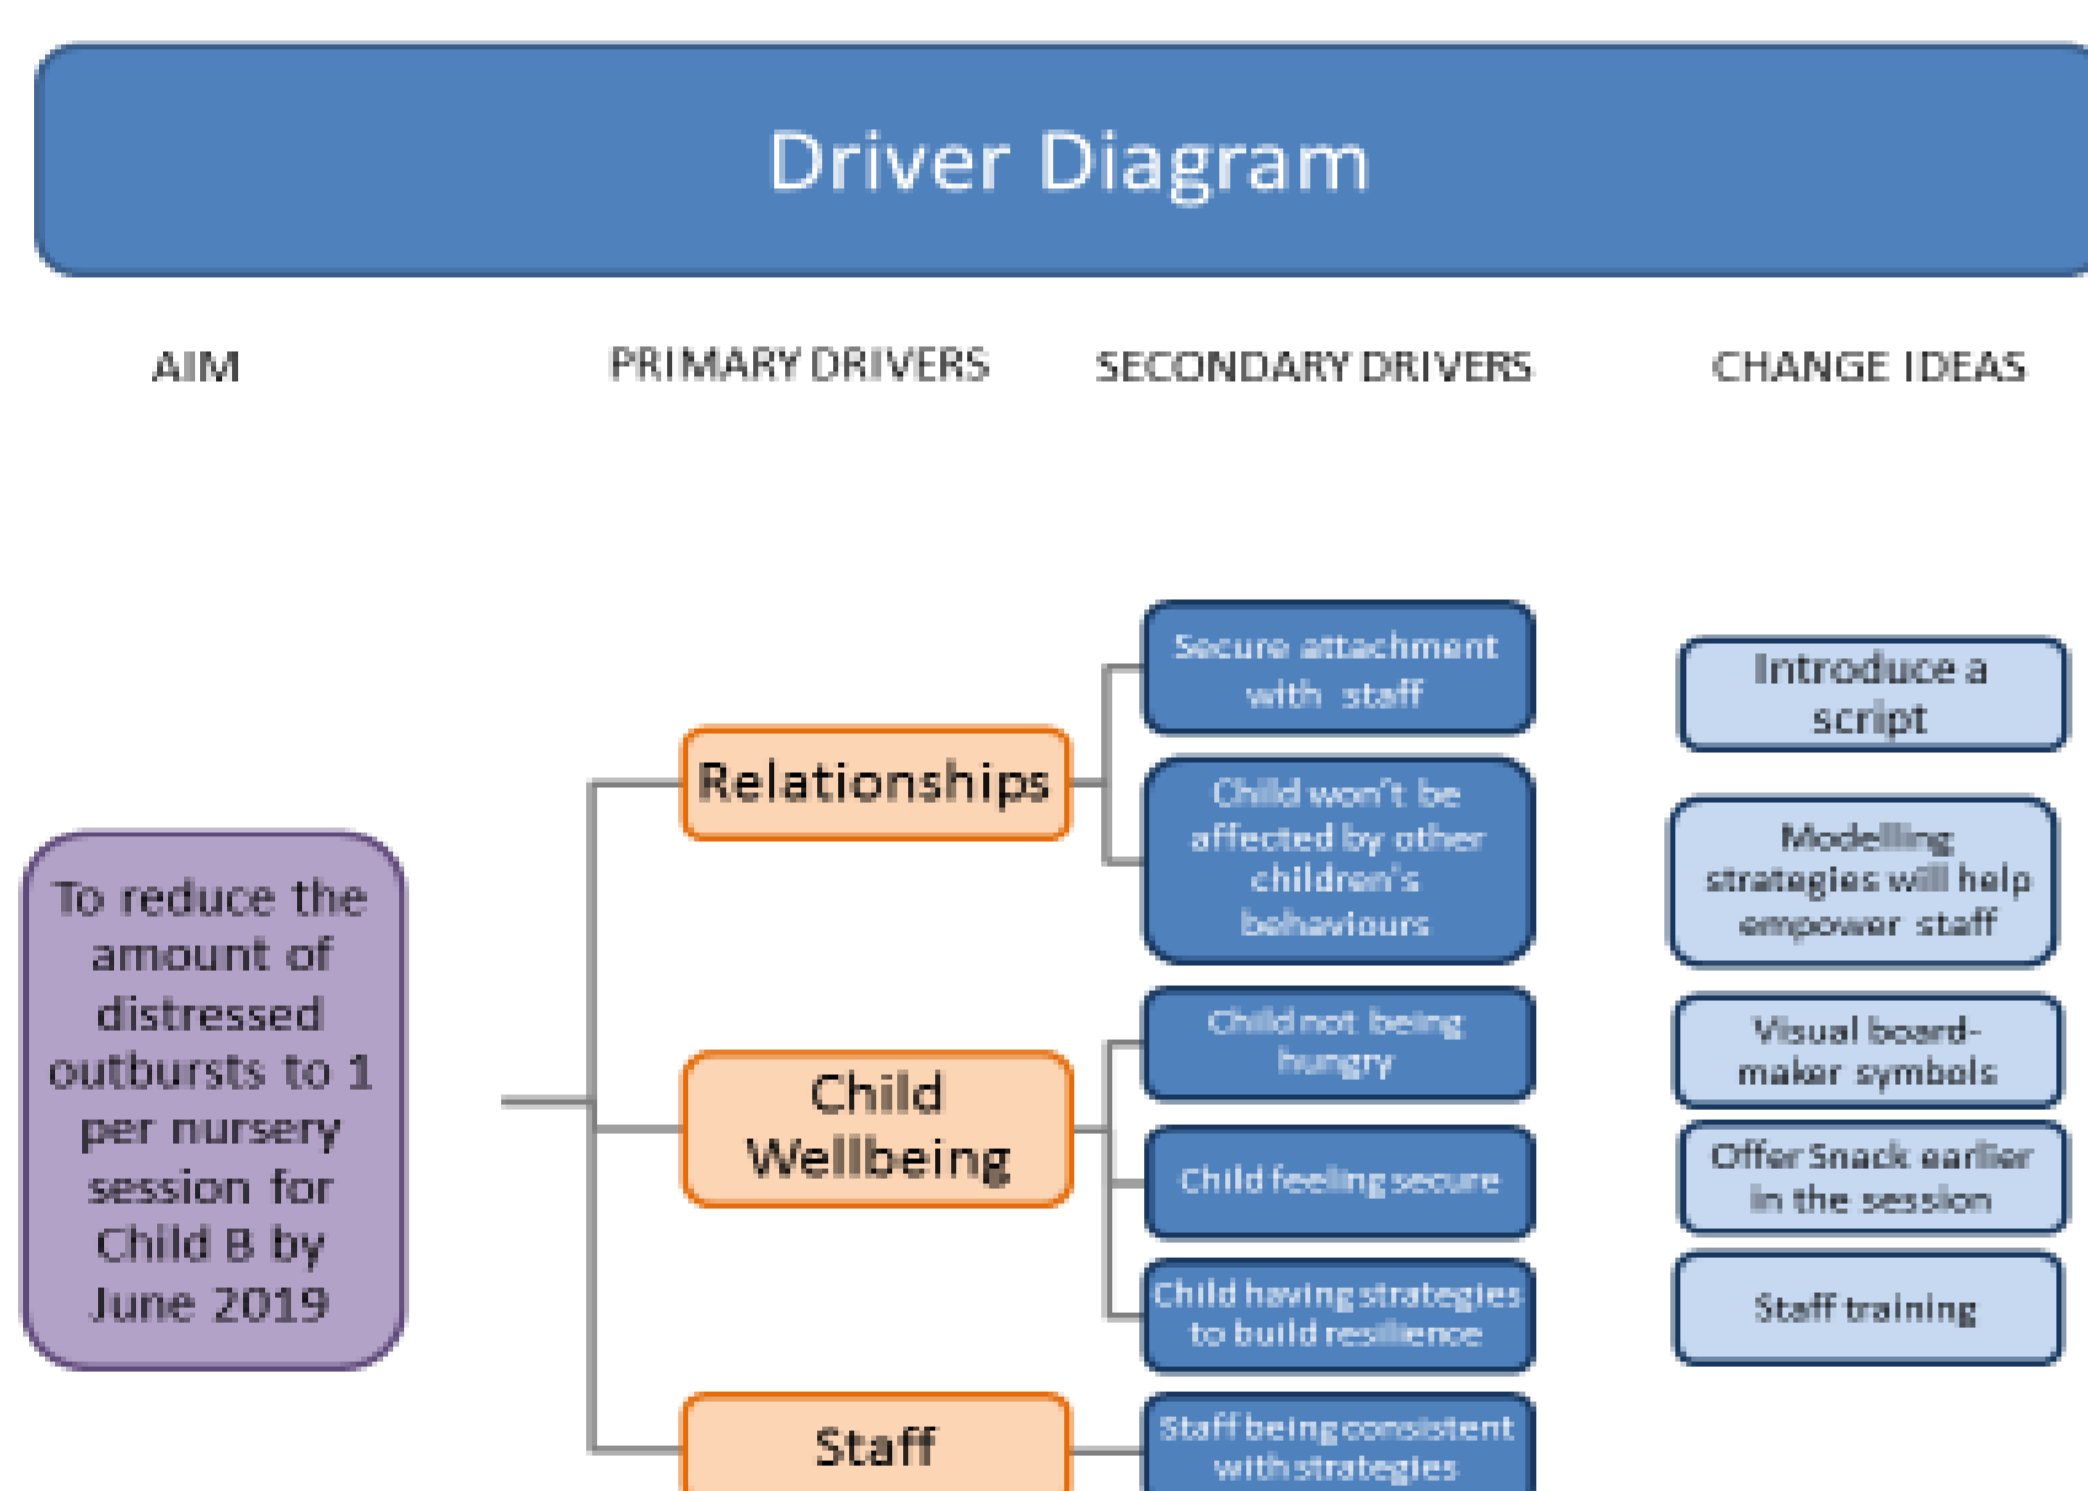 Driver Diagram
AIM
PRIMARY DRIVERS
SECONDARY DRIVERS
CHANGE IDEAS
To reduce the
amount of
distressed
outbursts to 1
per nursery
session for
Child B by
June 2019
Relationships
Child
Wellbeing
Staff
Secure attachment
with staff
Child won't be
affected by other
children's
behaviours
Child not being
hungry
Child feeling secure
Child having strategies
to build resilience
Staff being consistent
with strategies
Introduce a
script
Modelling
strategies will help
empower staff
Visual board-
maker symbols
Offer Snack earlier
in the session
Staff training